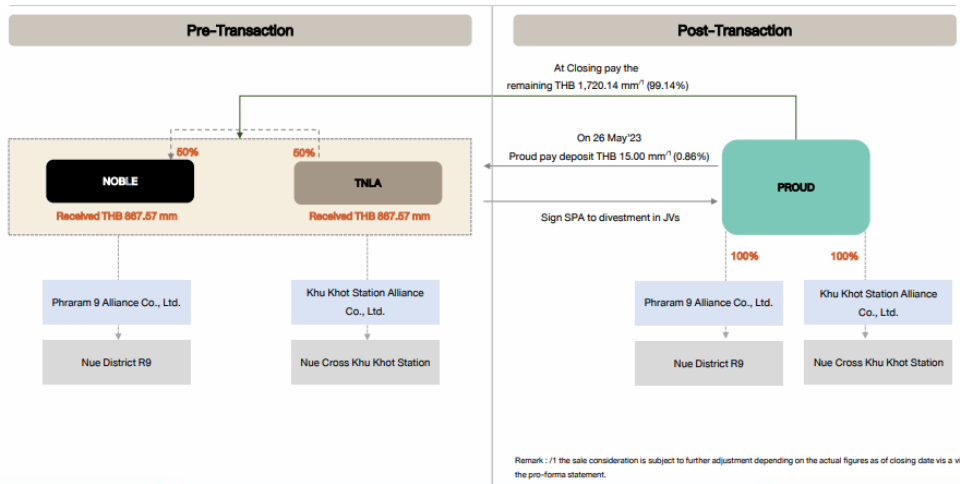 Pre-Transaction
Post-Transaction
At Closing pay the
remaining THB 1,720.14 mm/1 (99.14%)
On 26 May'23
Proud pay deposit THB 15.00 mm/1 (0.86%)
50%
50%
NOBLE
TNLA
PROUD
Received THB 867.57 mm
Received THB 867.57 mm
Sign SPA to divestment in JVs
100%
100%
Phraram 9 Alliance Co., Ltd.
Khu Khot Station Alliance
Co., Ltd.
Phraram 9 Alliance Co., Ltd.
Khu Khot Station Alliance
Co., Ltd.
Nue District R9
Nue Cross Khu Khot Station
Nue District R9
Nue Cross Khu Khot Station
Remark : /1 the sale consideration is subject to further adjustment depending on the actual figures as of closing date vis a vi
the pro-forma statement.